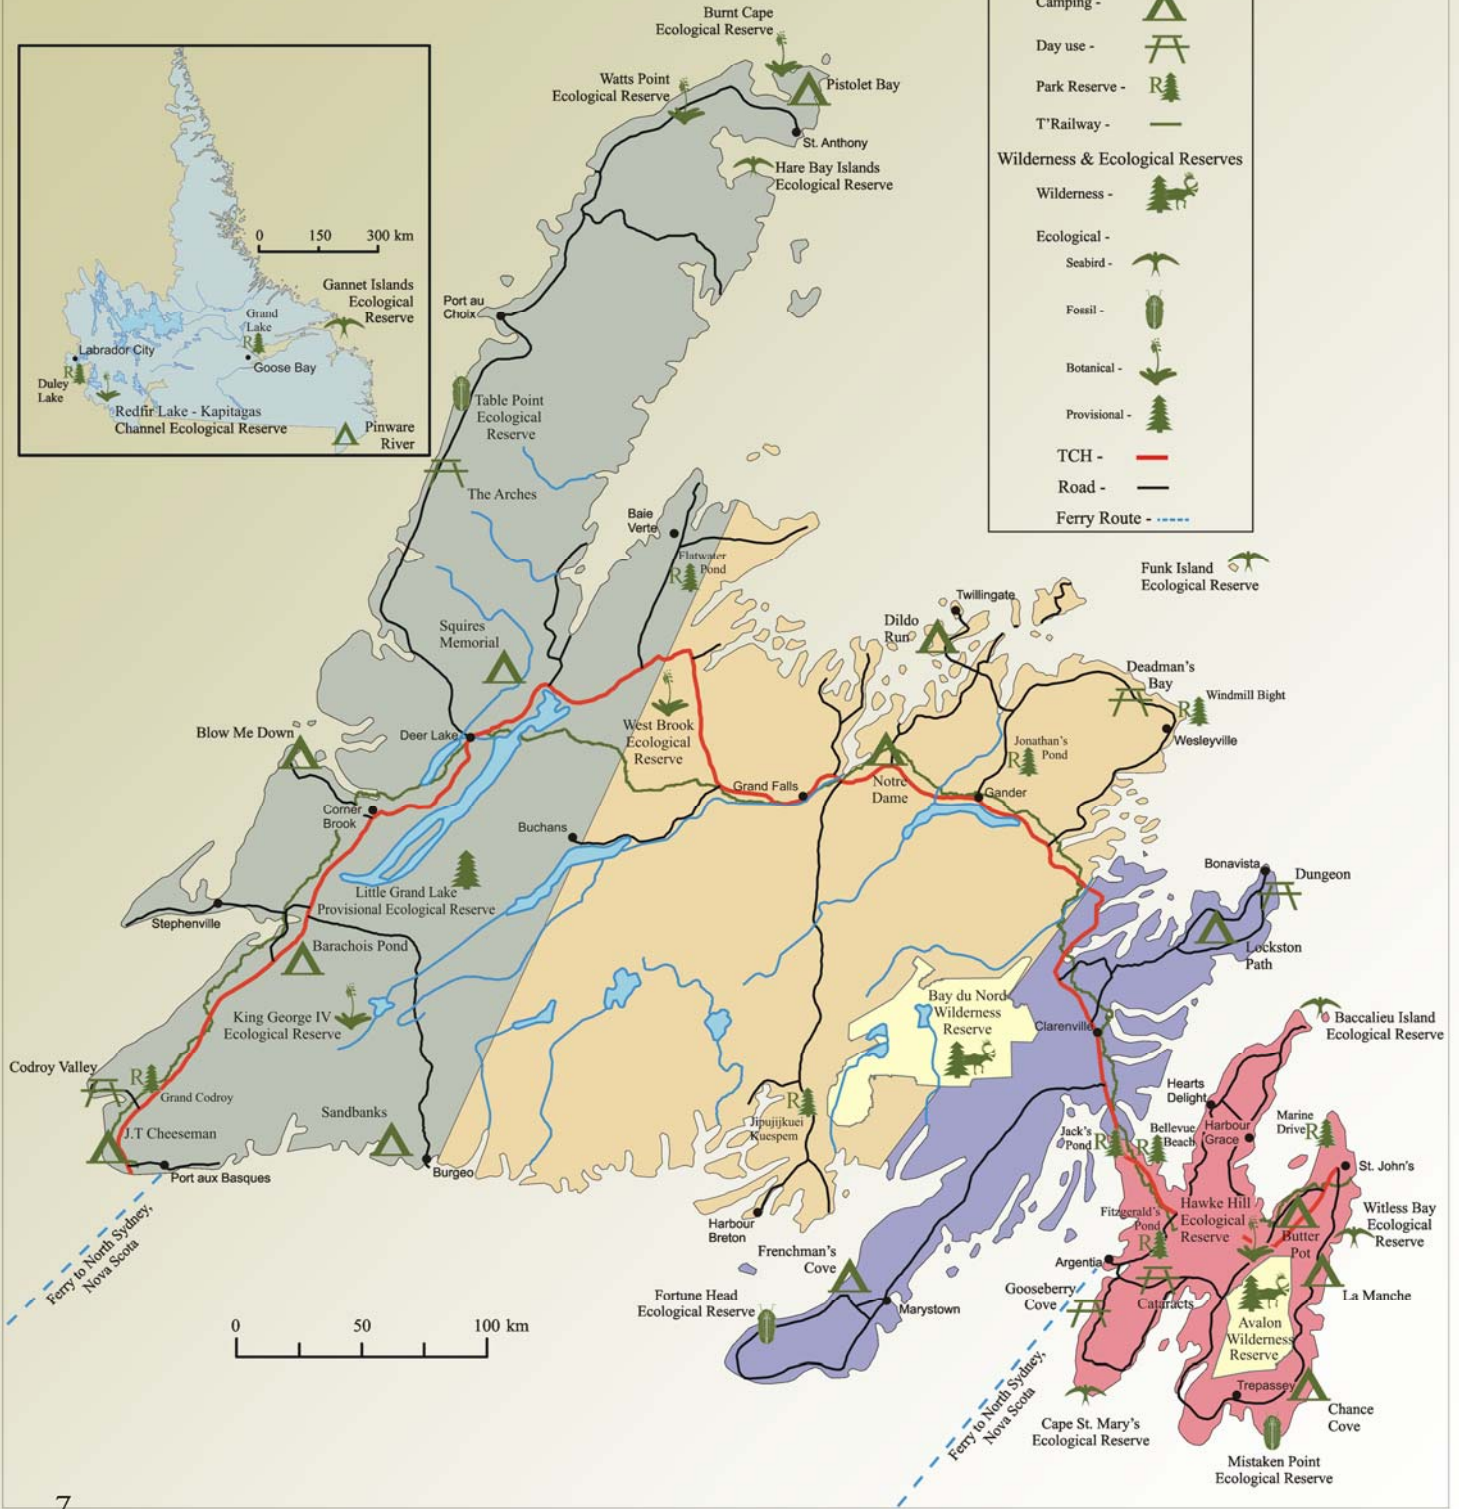 Burnt Cape
Ecological Reserve
Camping -
Day use -
Park Reserve -
T'Railway -
Wilderness & Ecological Reserves
Wilderness -
Ecological -
Seabird -
Fossil -
Botanical -
Provisional -
TCH -
Road -
Ferry Route -
R
Watts Point
Ecological Reserve
Pistolet Bay
St. Anthony
Hare Bay Islands
Ecological Reserve
0 150 300 km
Gannet Islands
Ecological
Reserve
Grand
Lake
R
Labrador City
Goose Bay
R
Duley
Lake
Redfir Lake - Kapitagas
Channel Ecological Reserve
Pinware
River
Port au
Choix
Table Point
Ecological
Reserve
The Arches
Baie
Verte
Flatwater
Pond
R
Funk Island
Ecological Reserve
Twillingate
Dildo
Run
Squires
Memorial
Deadman's
Bay
Windmill Bight
R
Wesleyville
Blow Me Down
Deer Lake
West Brook
Ecological
Reserve
Jonathan's
Pond
R
Grand Falls
Notre
Dame
Gander
Corner
Brook
Buchans
Little Grand Lake
Provisional Ecological Reserve
Stephenville
Barachois Pond
Bonavista
Dungeon
Lockston
Path
King George IV
Ecological Reserve
Bay du Nord
Wilderness
Reserve
Clarenville
Baccalieu Island
Ecological Reserve
Codroy Valley
R
Grand Codroy
J.T Cheeseman
Sandbanks
Port aux Basques
Burgeo
R
Jipujijkuei
Kuespem
Hearts
Delight
Harbour
Grace
Marine
Drive
R
Jack's
Pond
R
Bellevue
Beach
R
St. John's
Harbour
Breton
Fitzgerald's
Pond
R
Hawke Hill
Ecological
Reserve
Butter
Pot
Witless Bay
Ecological
Reserve
Ferry to North Sydney,
Nova Scota
Frenchman's
Cove
Argentia
Gooseberry
Cove
Cataracts
La Manche
Fortune Head
Ecological Reserve
Marystown
Avalon
Wilderness
Reserve
0 50 100 km
Trepassey
Chance
Cove
Ferry to North Sydney,
Nova Scota
Cape St. Mary's
Ecological Reserve
Mistaken Point
Ecological Reserve
7